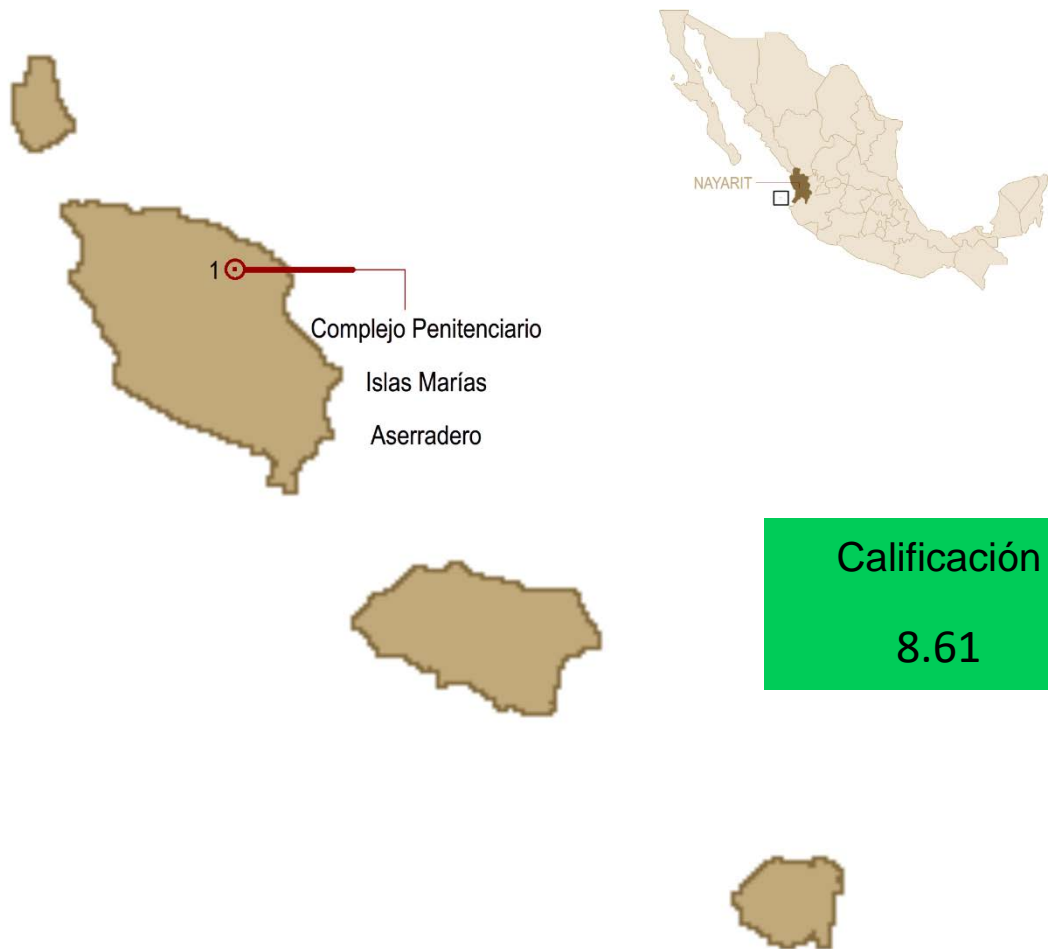 NAYARIT
1
Complejo Penitenciario
Islas Marías
Aserradero
Calificación
8.61